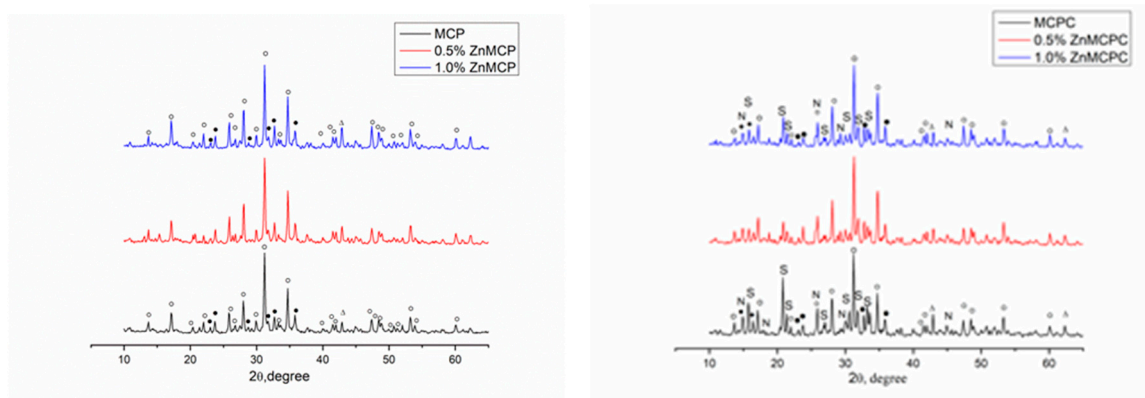 MCP
0.5% ZnMCP
1.0% ZnMCP
Δ
Δ
10 20 30 40 50 60
2θ,degree
MCPC
0.5% ZnMCPC
1.0% ZnMCPC
S
N
S
S
N
S
N
S
S
S
N
Δ
Δ
S
N
S
S
N
N
S
N
S
S
S
N
Δ
Δ
10 20 30 40 50 60
2θ, degree